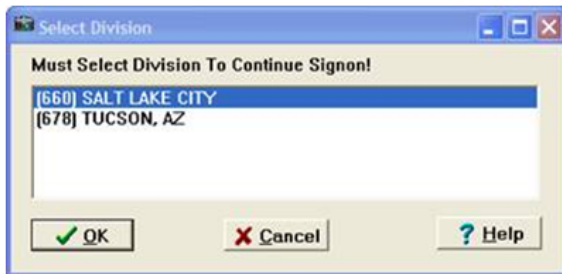 Select Division
Must Select Division To Continue Signon!
(660) SALT LAKE CITY
(678) TUCSON, AZ
OK Cancel Help